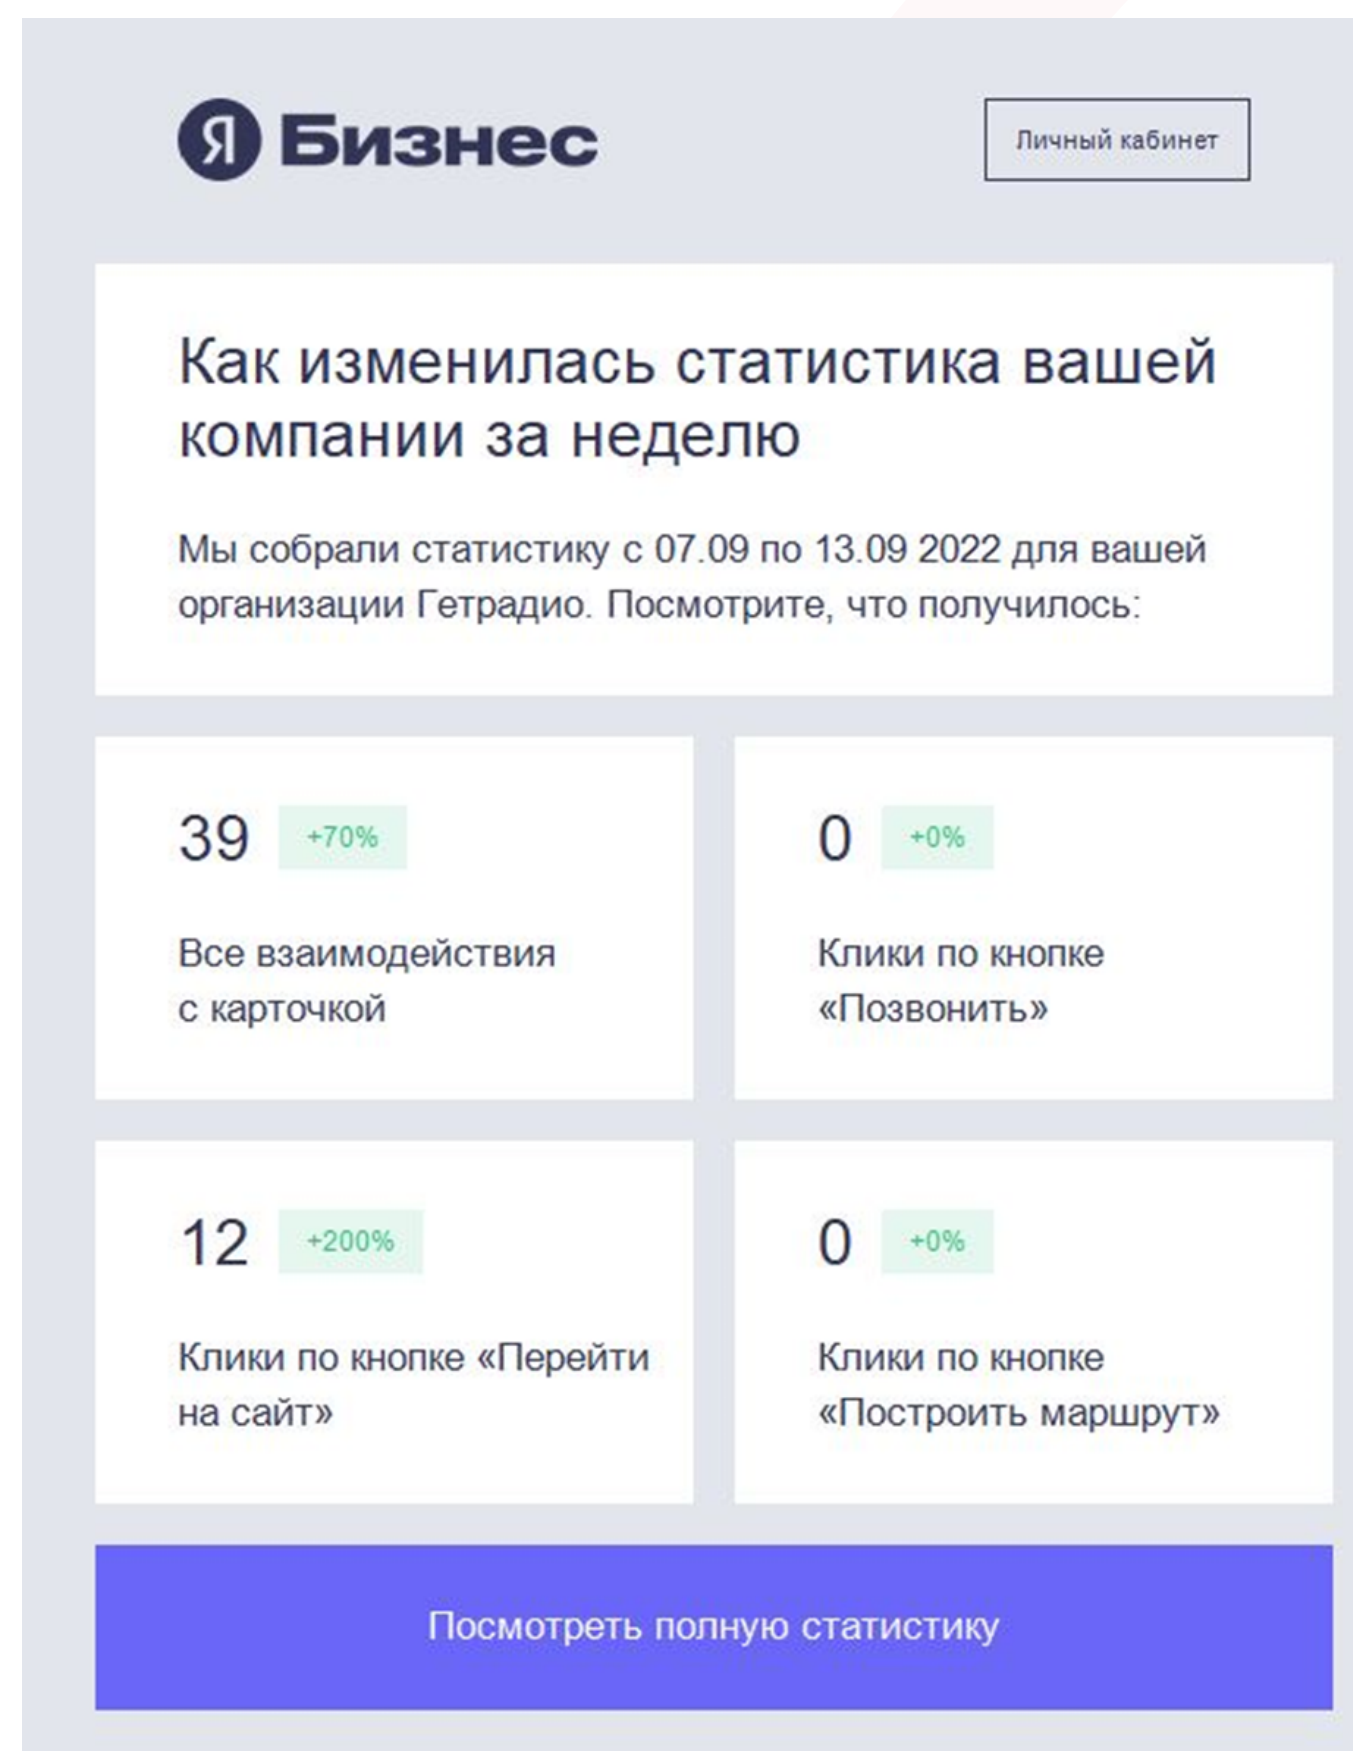 Я Бизнес
Личный кабинет
Как изменилась статистика вашей
компании за неделю
Мы собрали статистику с 07.09 по 13.09 2022 для вашей
организации Гетрадио. Посмотрите, что получилось:
39 +70%
Все взаимодействия
с карточкой
0 +0%
Клики по кнопке
«Позвонить»
12 +200%
Клики по кнопке «Перейти
на сайт»
0 +0%
Клики по кнопке
«Построить маршрут»
Посмотреть полную статистику